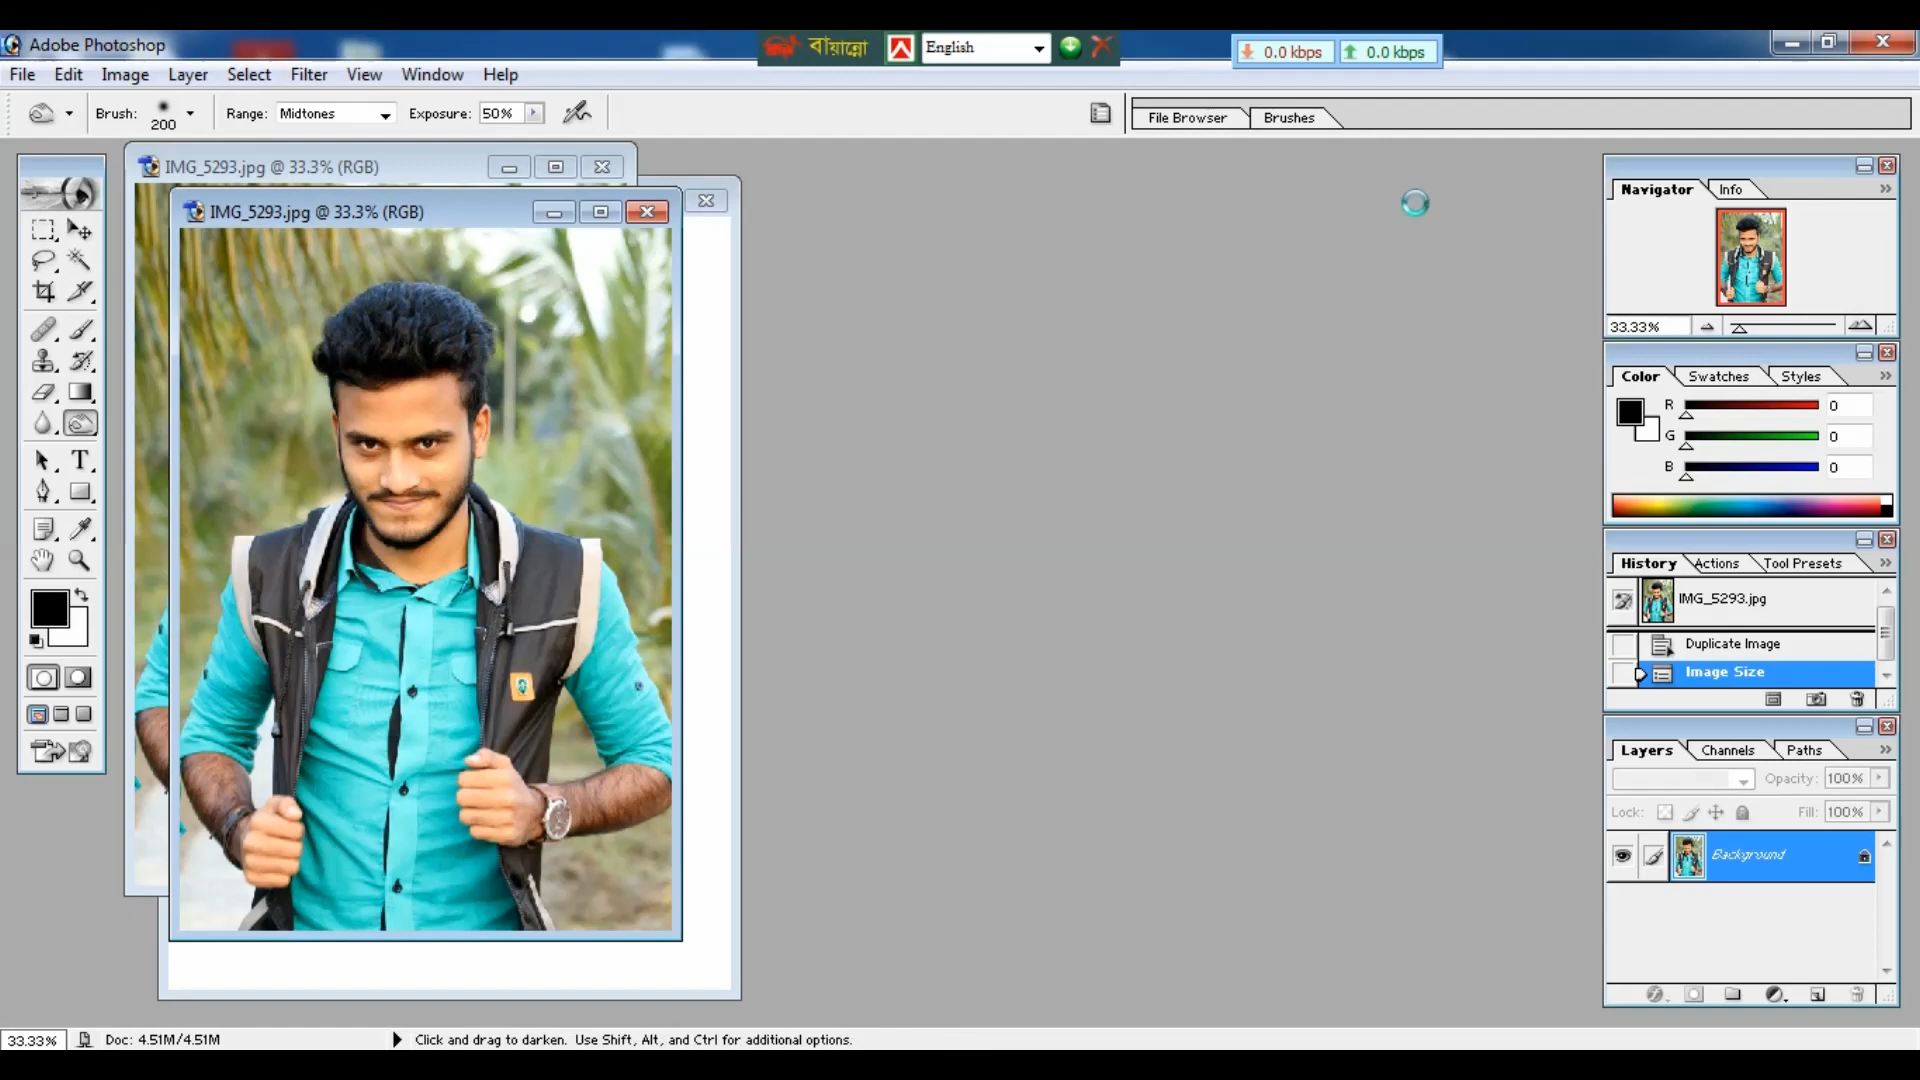 Adobe Photoshop
বায়ান্নো
English
0.0 kbps
0.0 kbps
File Edit Image Layer Select Filter View Window Help
Brush: 200 Range: Midtones Exposure: 50%
File Browser Brushes
IMG_5293.jpg @ 33.3% (RGB)
IMG_5293.jpg @ 33.3% (RGB)
Navigator Info
33.33%
Color Swatches Styles
R 0
G 0
B 0
History Actions Tool Presets
IMG_5293.jpg
Duplicate Image
Image Size
Layers Channels Paths
Opacity: 100%
Lock: Fill: 100%
Background
T
33.33% Doc: 4.51M/4.51M Click and drag to darken. Use Shift, Alt, and Ctrl for additional options.